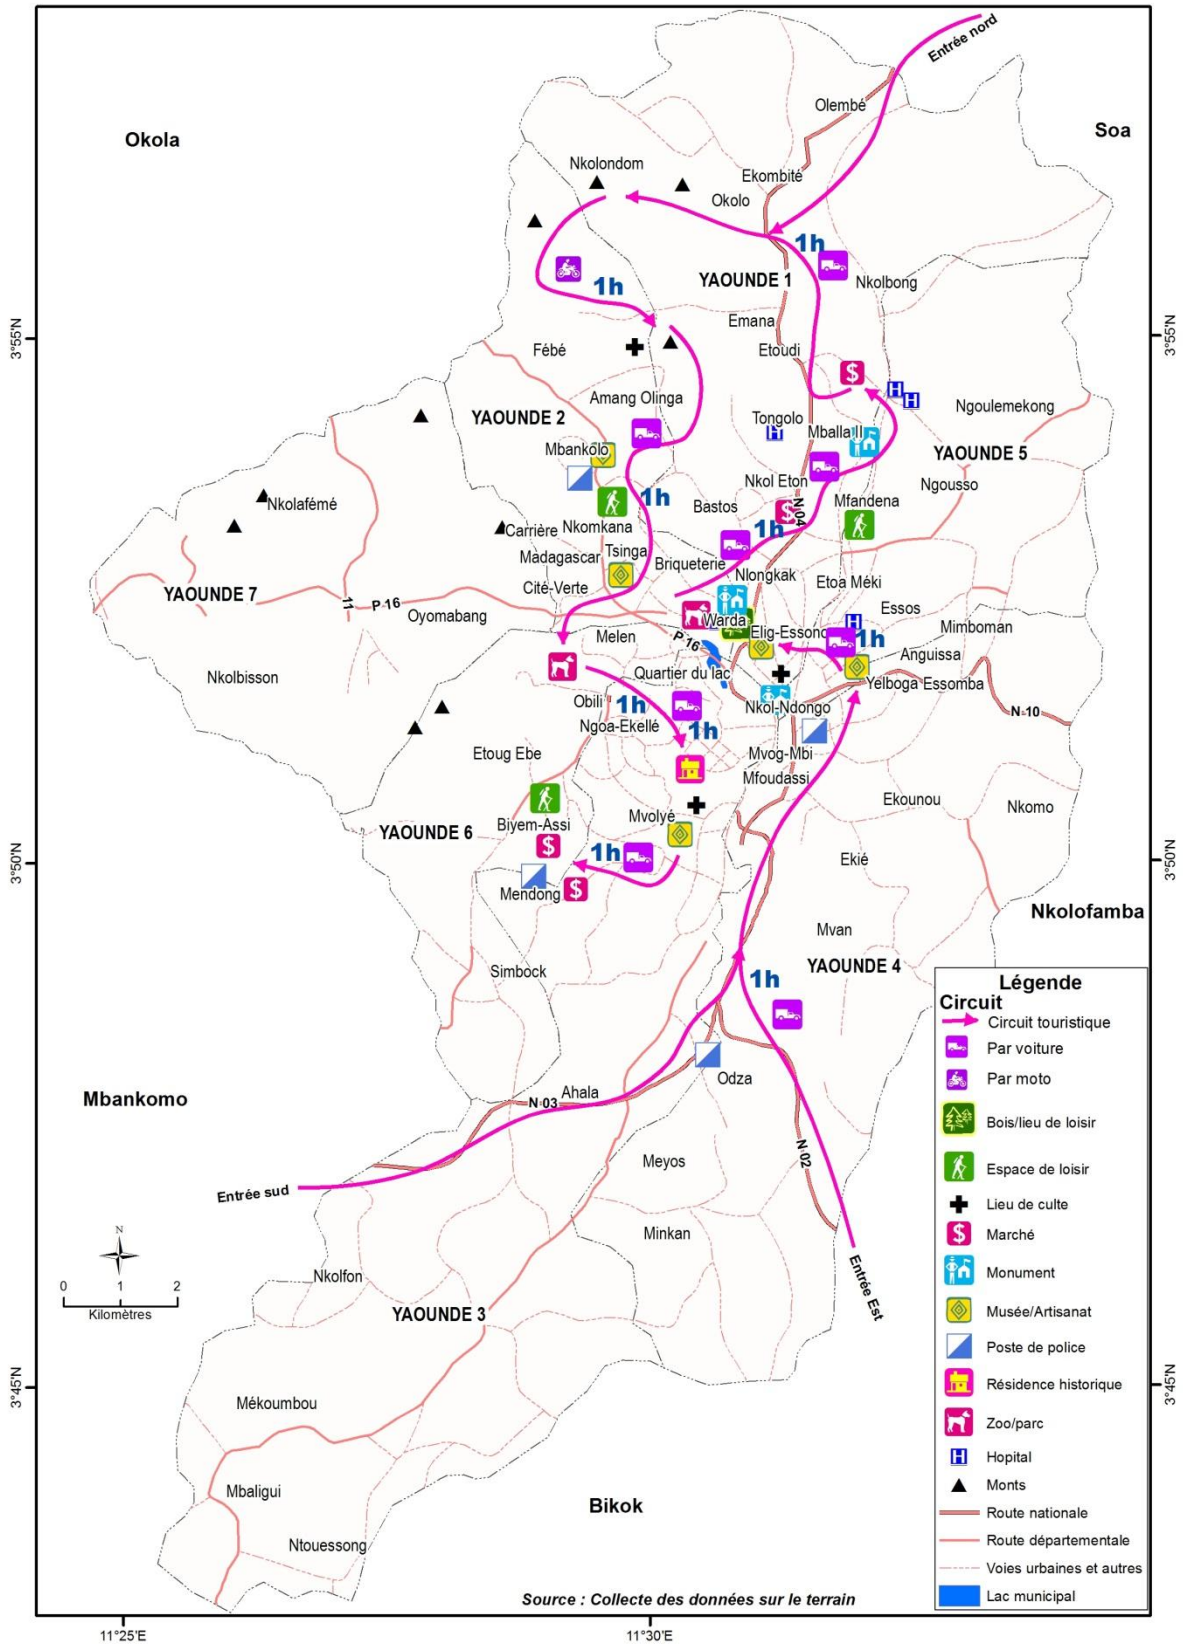 Entrée nord
Olembé
Okola
Soa
Nkolondom
Ekombité
Okolo
1h
1h
YAOUNDE 1
Nkolbong
Emana
3°55'N
3°55'N
Fébé
Etoudi
Amang Olinga
YAOUNDE 2
Tongolo
H
H
H
Mballa II
Ngoulemekong
YAOUNDE 5
Mbankolo
Nkol Eton
Ngousso
1h
Nkolafémé
Bastos
N 04
Mfandena
Carrière
Nkomkana
1h
Madagascar
Tsinga
Briqueterie
Nlongkak
Etoa Méki
YAOUNDE 7
Cité-Verte
11
P 16
Oyomabang
Essos
H
Melen
Warda
Elig-Essono
1h
Mimboman
P 16
Anguissa
Nkolbisson
Quartier du lac
Yelboga Essomba
Obili
1h
Nkol-Ndongo
N 10
Ngoa-Ekellé
1h
Etoug Ebe
Mvog-Mbi
Mfoudassi
Ekounou
Nkomo
YAOUNDE 6
Biyem-Assi
Mvolyé
3°50'N
3°50'N
$
$
$
$
1h
Ekié
Mendong
Nkolofamba
Mvan
Simbock
YAOUNDE 4
1h
Odza
Mbankomo
Ahala
N 03
N 02
Meyos
Entrée sud
Minkan
Entrée Est
N
0 1 2
Kilomètres
Nkolfon
YAOUNDE 3
3°45'N
3°45'N
Mékoumbou
Mbaligui
Bikok
Ntouessong
Source : Collecte des données sur le terrain
11°25'E
11°30'E
Légende
Circuit
Circuit touristique
Par voiture
Par moto
Bois/lieu de loisir
Espace de loisir
Lieu de culte
$ Marché
Monument
Musée/Artisanat
Poste de police
Résidence historique
Zoo/parc
H Hopital
Monts
Route nationale
Route départementale
Voies urbaines et autres
Lac municipal